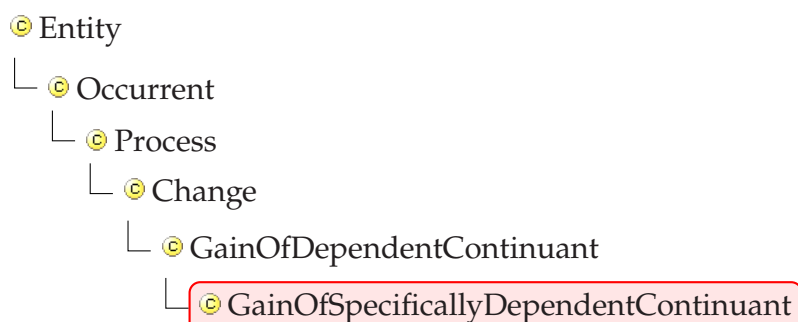 C Entity
C Occurrent
C Process
C Change
C GainOfDependentContinuant
C GainOfSpecificallyDependentContinuant